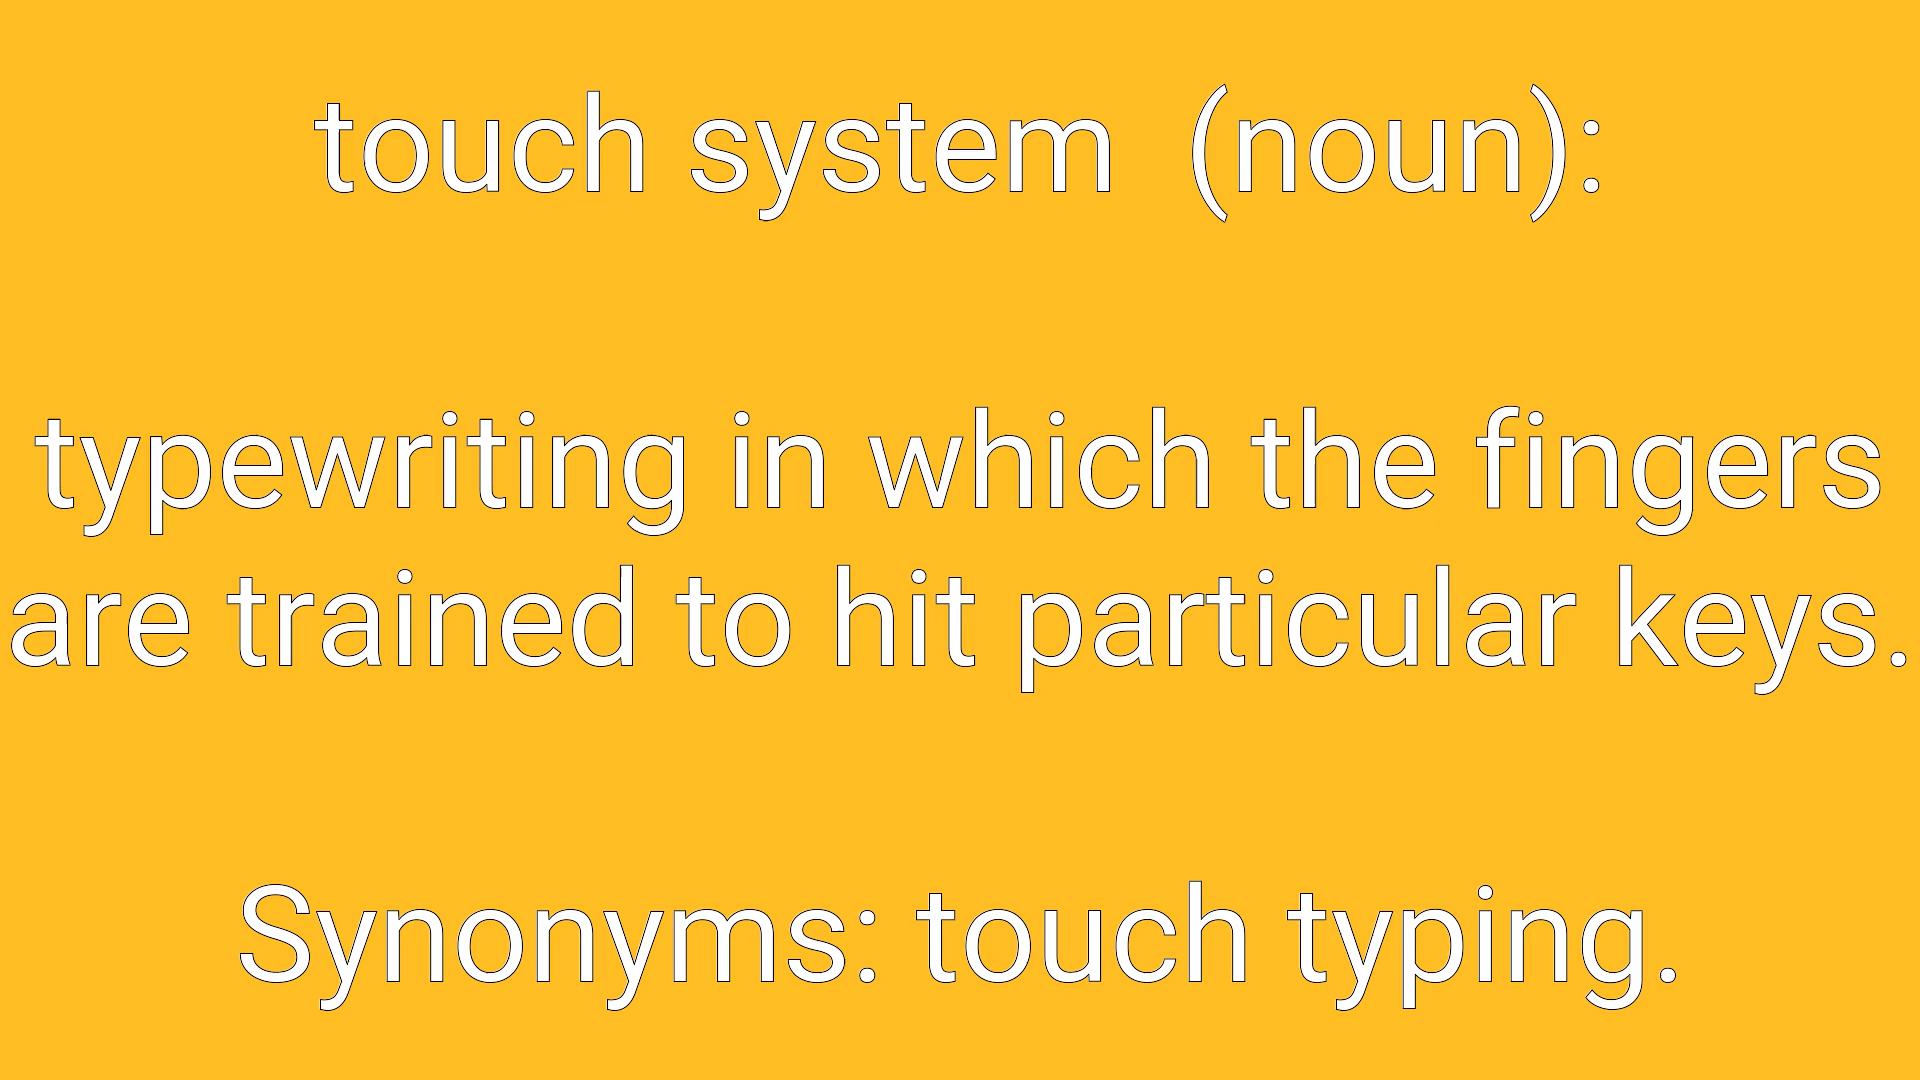 touch system  (noun):
typewriting in which the fingers
are trained to hit particular keys.
Synonyms: touch typing.